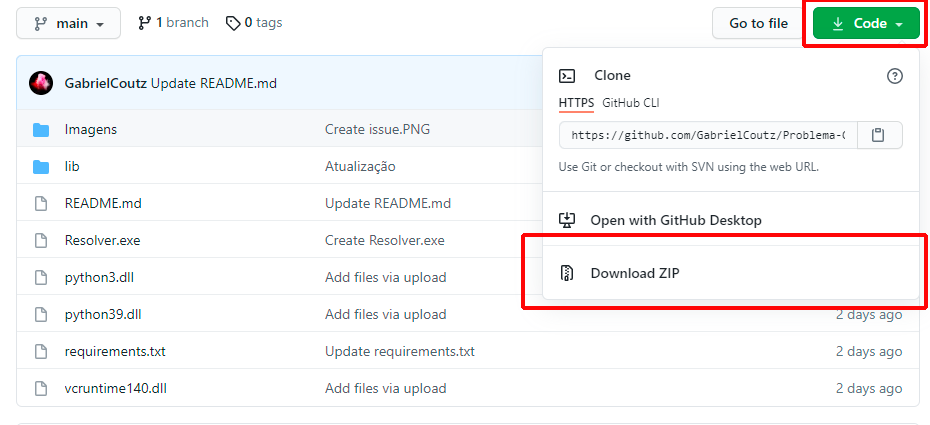 main 1 branch 0 tags Go to file Code
GabrielCoutz Update README.md
Clone
HTTPS GitHub CLI
https://github.com/GabrielCoutz/Problema-
Use Git or checkout with SVN using the web URL.
Open with GitHub Desktop
Download ZIP
Imagens Create issue.PNG
lib Atualização
README.md Update README.md
Resolver.exe Create Resolver.exe
python3.dll Add files via upload
python39.dll Add files via upload 2 days ago
requirements.txt Update requirements.txt 2 days ago
vcruntime140.dll Add files via upload 2 days ago